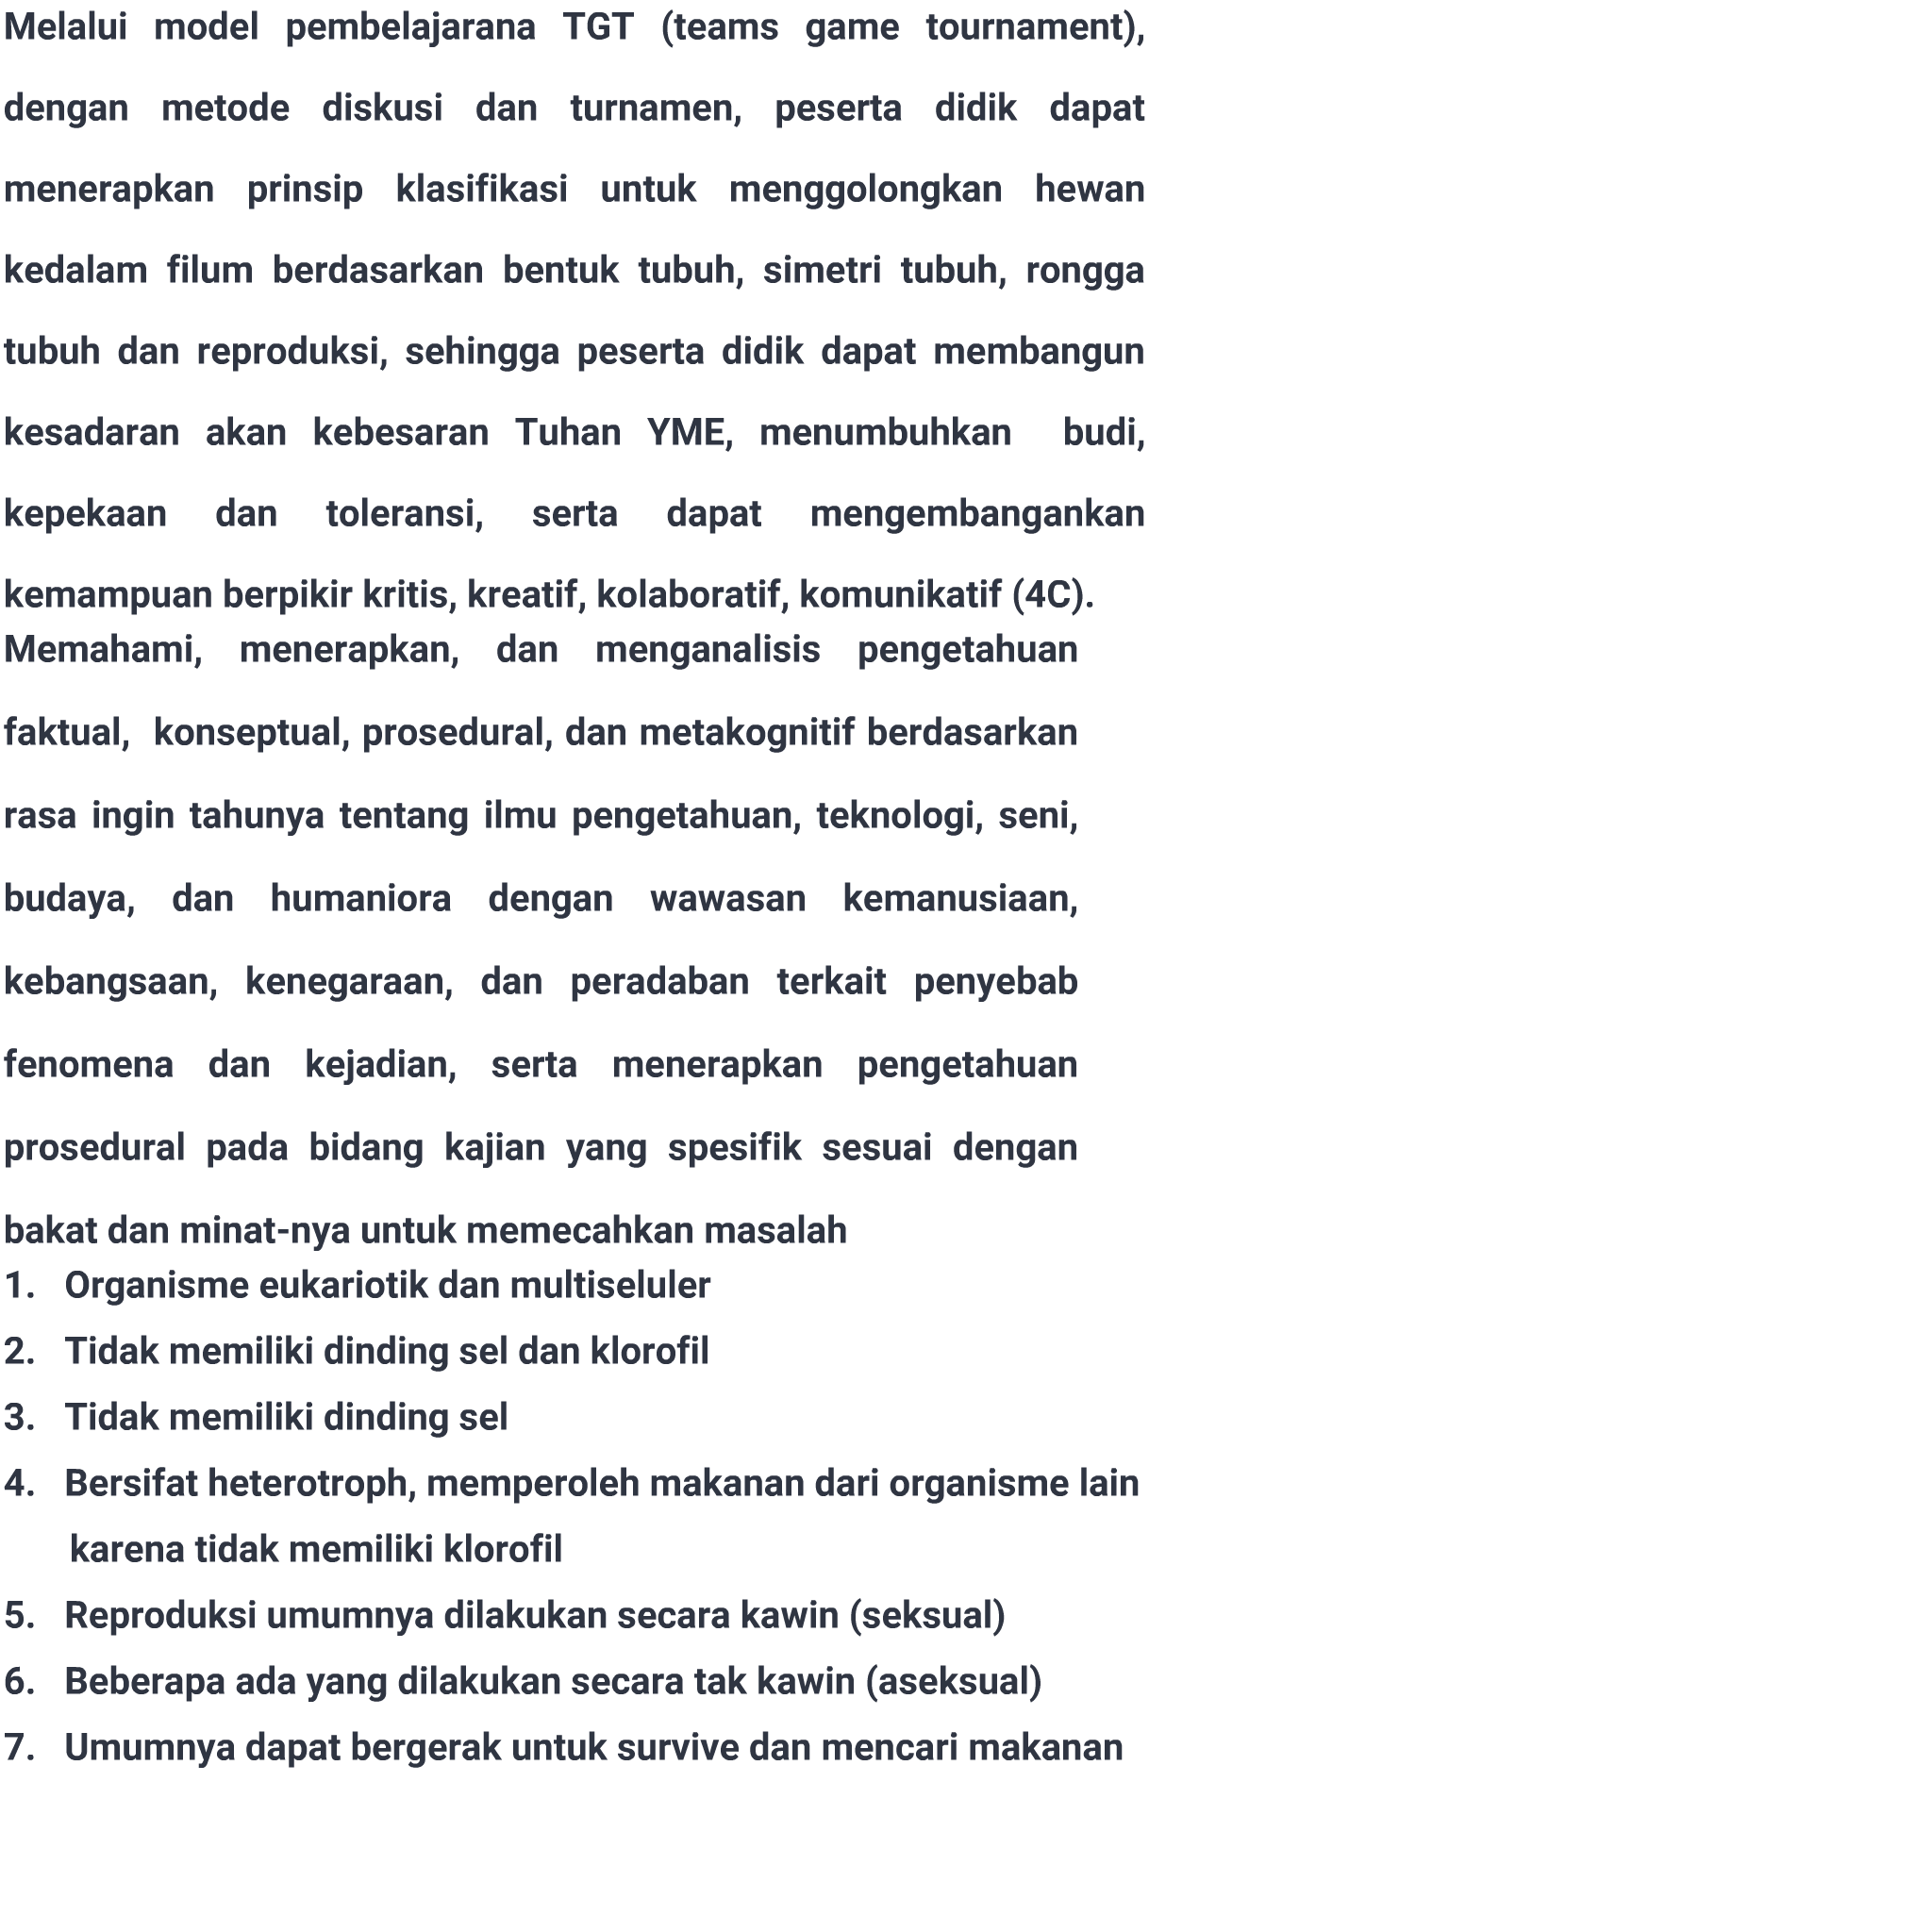 Melalui model pembelajarana TGT (teams game tournament),
dengan metode diskusi dan turnamen, peserta didik dapat
menerapkan prinsip klasifikasi untuk menggolongkan hewan
kedalam filum berdasarkan bentuk tubuh, simetri tubuh, rongga
tubuh dan reproduksi, sehingga peserta didik dapat membangun
kesadaran akan kebesaran Tuhan YME, menumbuhkan budi,
kepekaan dan toleransi, serta dapat mengembangankan
kemampuan berpikir kritis, kreatif, kolaboratif, komunikatif (4C).
Memahami, menerapkan, dan menganalisis pengetahuan
faktual, konseptual, prosedural, dan metakognitif berdasarkan
rasa ingin tahunya tentang ilmu pengetahuan, teknologi, seni,
budaya, dan humaniora dengan wawasan kemanusiaan,
kebangsaan, kenegaraan, dan peradaban terkait penyebab
fenomena dan kejadian, serta menerapkan pengetahuan
prosedural pada bidang kajian yang spesifik sesuai dengan
bakat dan minat-nya untuk memecahkan masalah
1. Organisme eukariotik dan multiseluler
2. Tidak memiliki dinding sel dan klorofil
3. Tidak memiliki dinding sel
4. Bersifat heterotroph, memperoleh makanan dari organisme lain
karena tidak memiliki klorofil
5. Reproduksi umumnya dilakukan secara kawin (seksual)
6. Beberapa ada yang dilakukan secara tak kawin (aseksual)
7. Umumnya dapat bergerak untuk survive dan mencari makanan